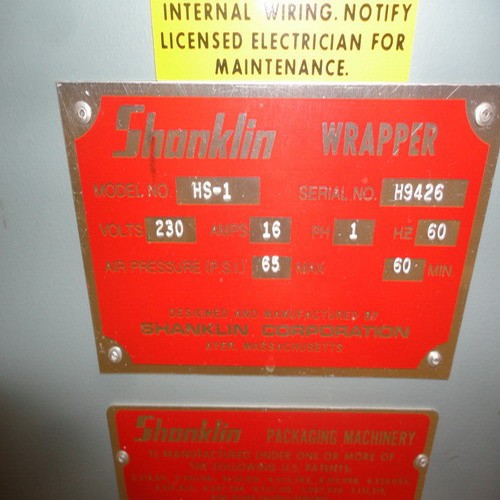 INTERNAL WIRING. NOTIFY
LICENSED ELECTRICIAN FOR
MAINTENANCE.
Shanklin WRAPPER
MODEL NO. HS-1 SERIAL NO. H9426
VOLTS 230 AMPS 16 PH 1 HZ 60
AIR PRESSURE (P.S.I.) 65 MAX 60 MIN.
DESIGNED AND MANUFACTURED BY
SHANKLIN CORPORATION
AYER, MASSACHUSETTS
Shanklin PACKAGING MACHINERY
IS MANUFACTURED UNDER ONE OR MORE OF
THE FOLLOWING U.S. PATENTS.